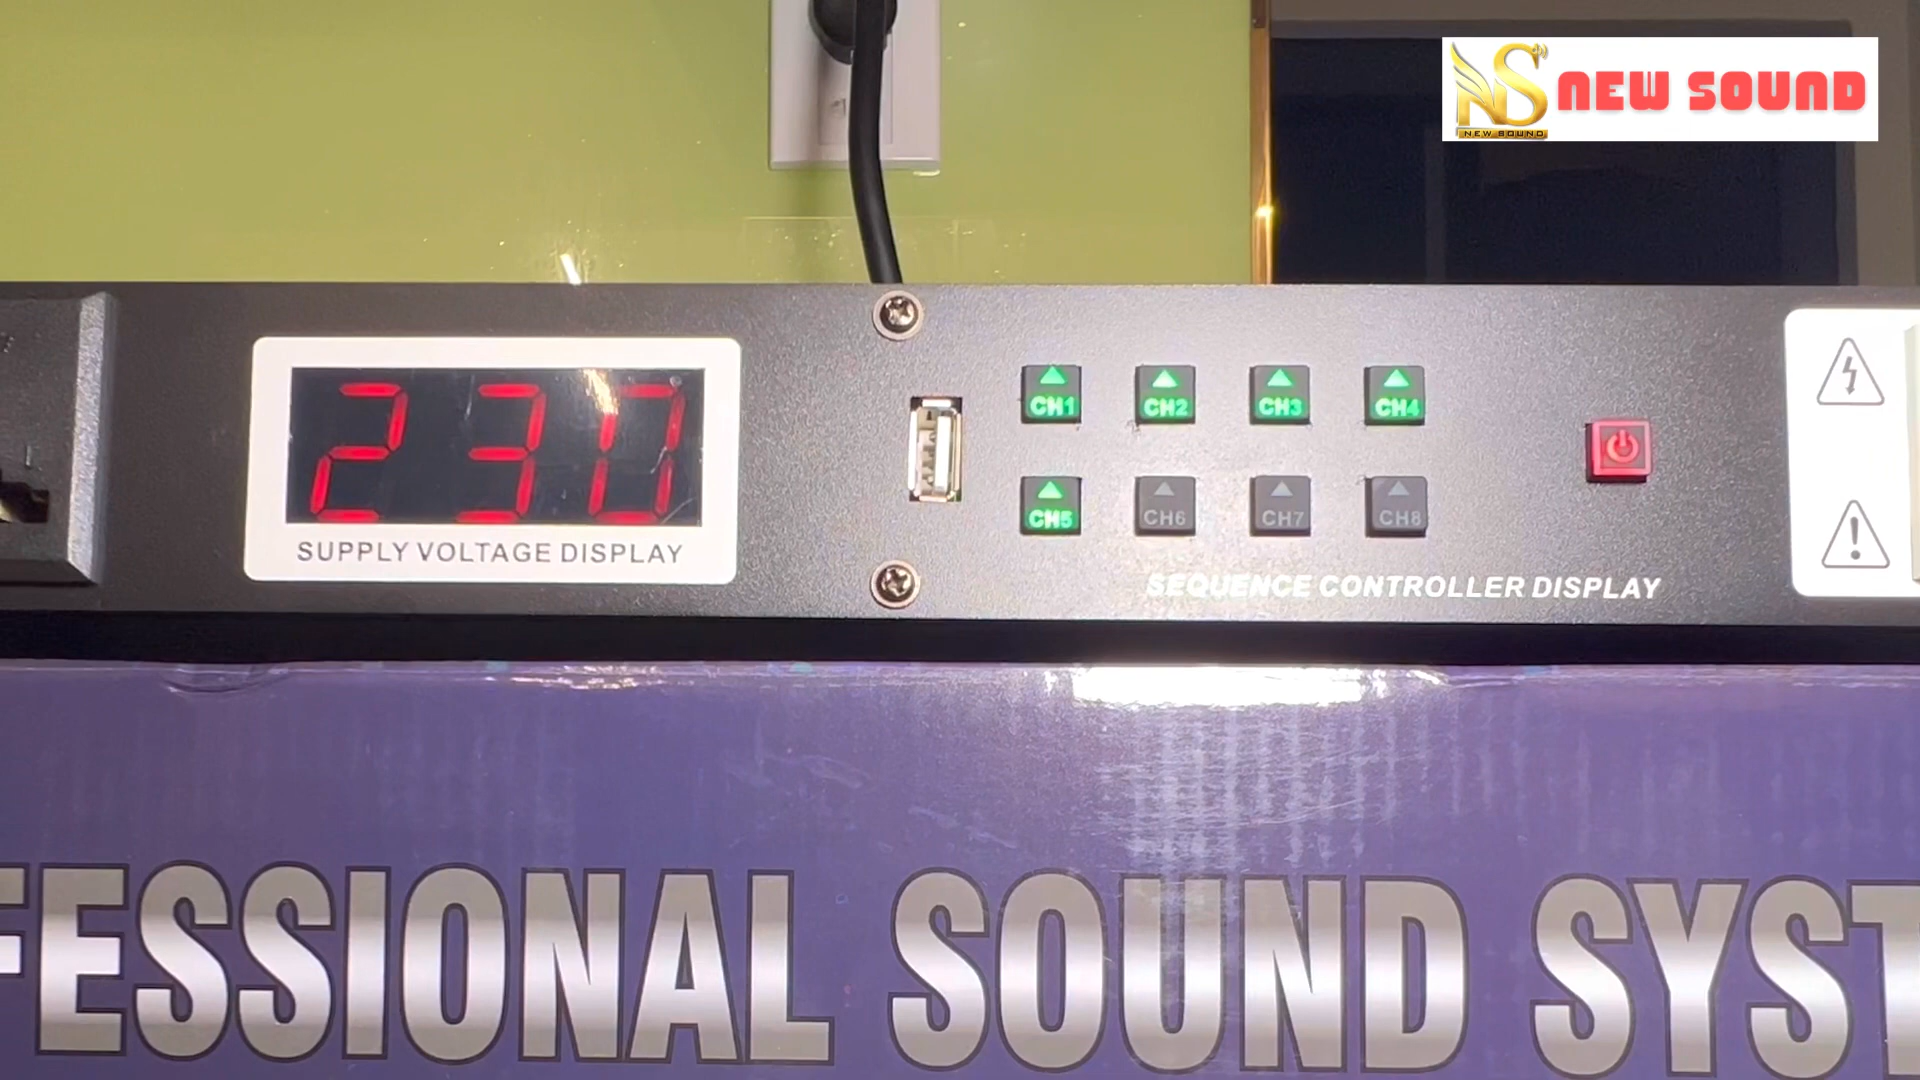 NS NEW SOUND
NEW SOUND
230
SUPPLY VOLTAGE DISPLAY
CH1 CH2 CH3 CH4
CH5 CH6 CH7 CH8
SEQUENCE CONTROLLER DISPLAY
FESSIONAL SOUND SYST